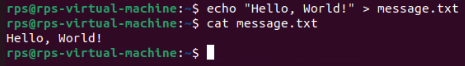 rps@rps-virtual-machine:~$ echo "Hello, World!" > message.txt
rps@rps-virtual-machine:~$ cat message.txt
Hello, World!
rps@rps-virtual-machine:~$